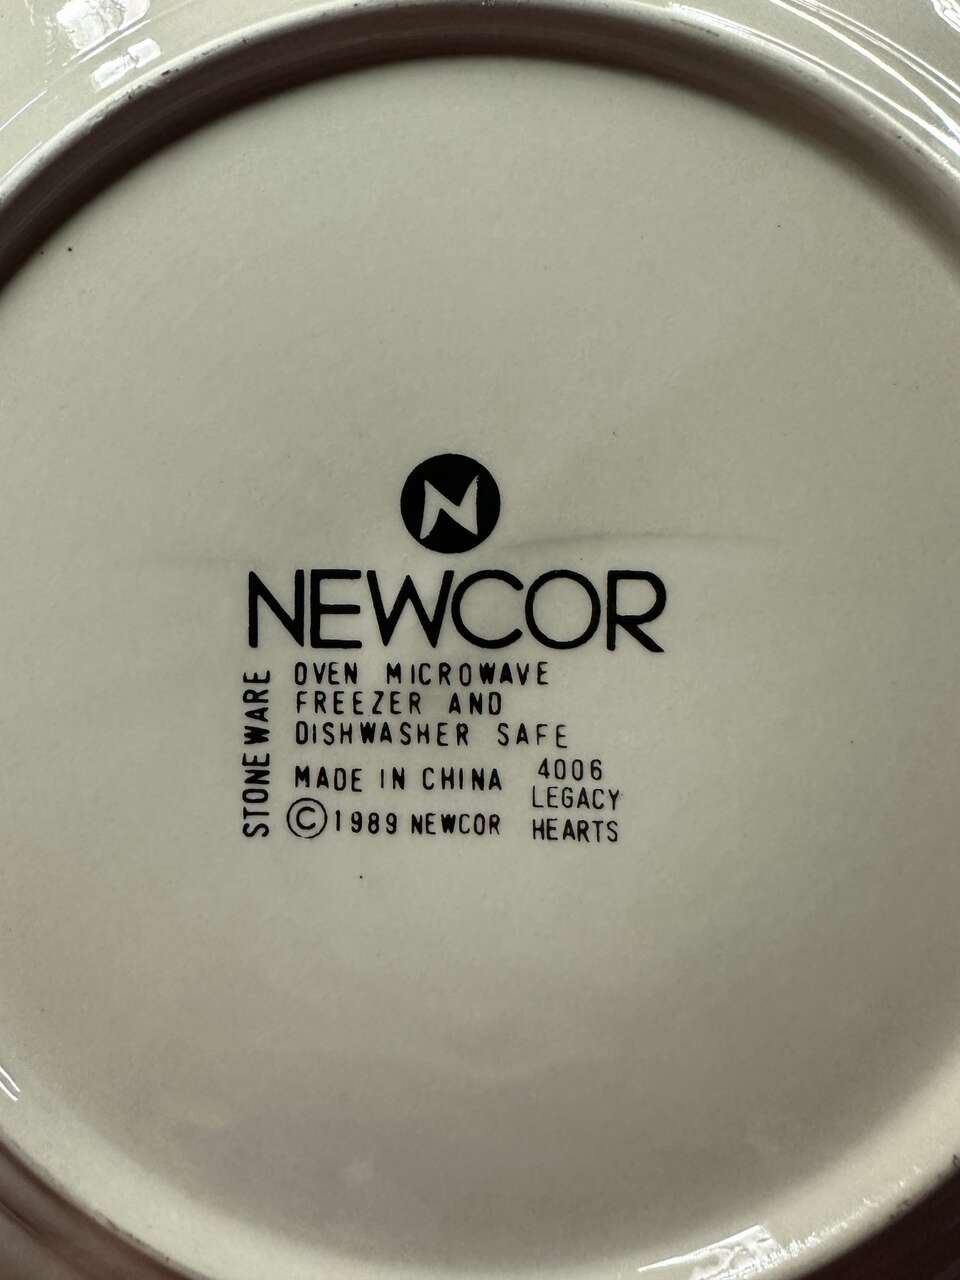 N
NEWCOR
STONEWARE
OVEN MICROWAVE
FREEZER AND
DISHWASHER SAFE
MADE IN CHINA
© 1989 NEWCOR
4006
LEGACY
HEARTS